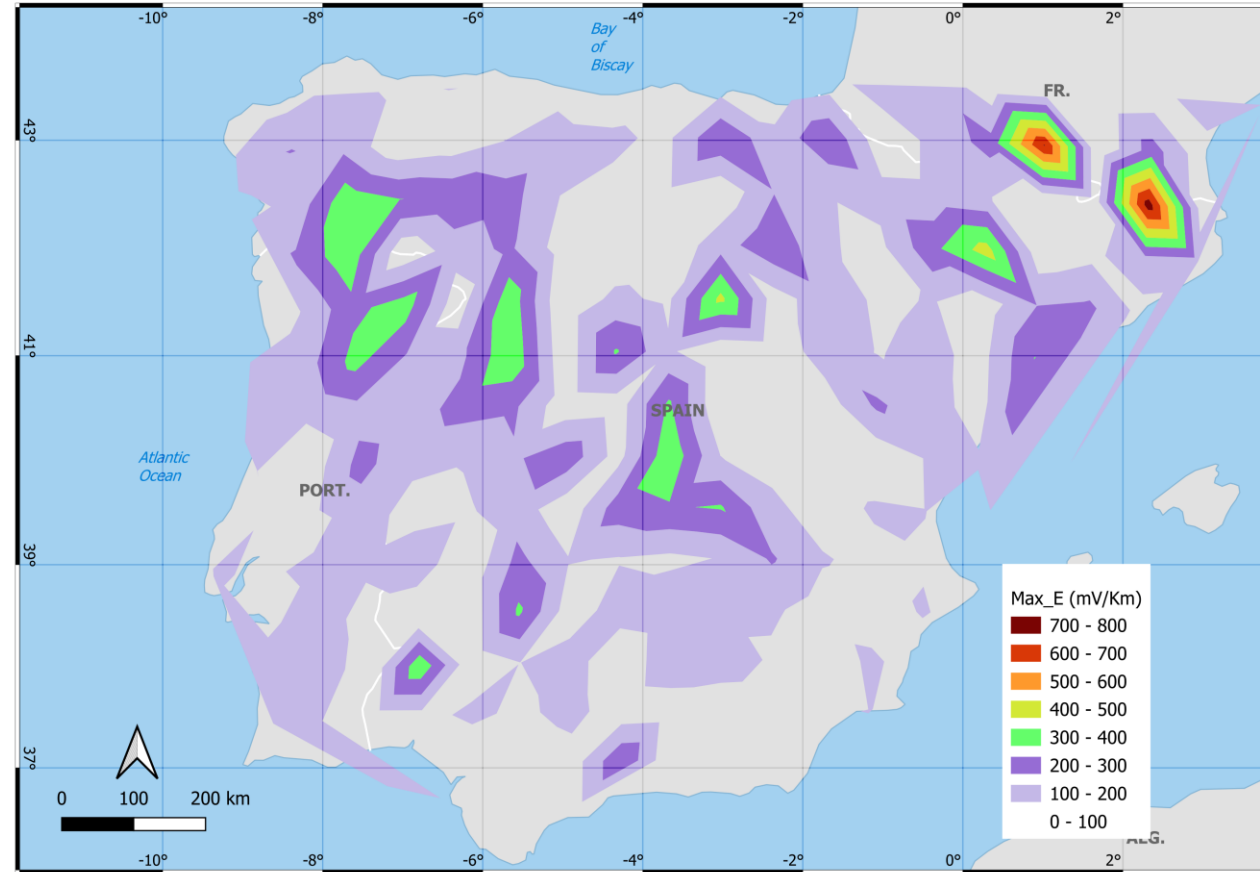 -10°
-8°
-6°
-4°
-2°
0°
2°
Bay
of
Biscay
FR.
43°
41°
SPAIN
Atlantic
Ocean
PORT.
39°
Max_E (mV/Km)
700 - 800
600 - 700
500 - 600
400 - 500
300 - 400
200 - 300
100 - 200
0 - 100
37°
0 100 200 km
ALG.
-10°
-8°
-6°
-4°
-2°
0°
2°